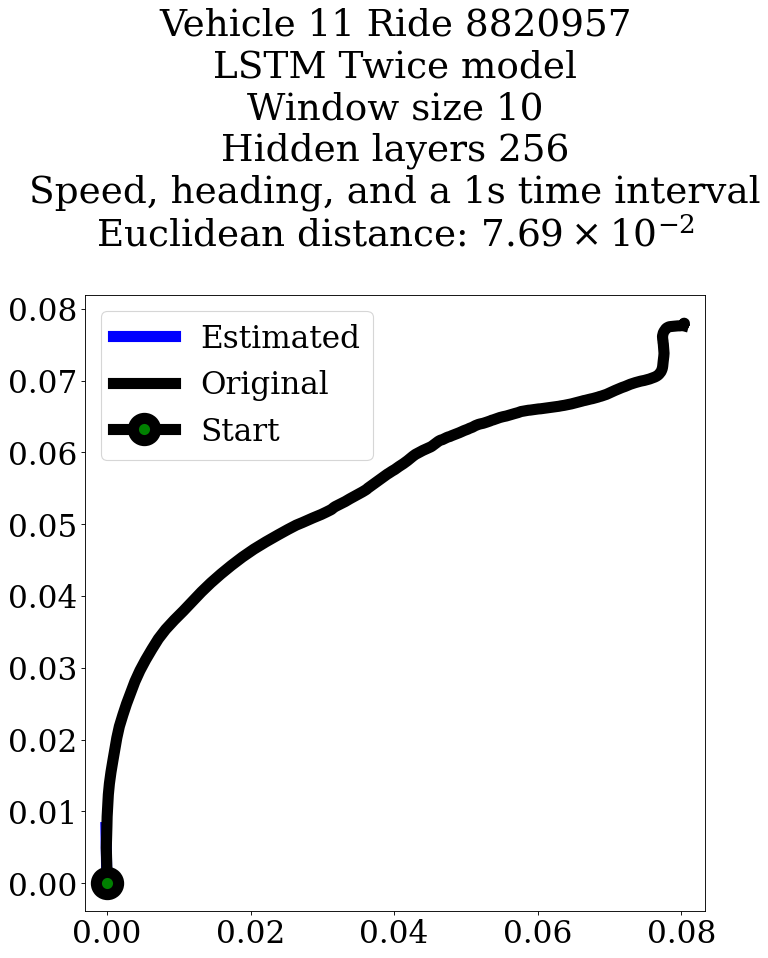 Vehicle 11 Ride 8820957
LSTM Twice model
Window size 10
Hidden layers 256
Speed, heading, and a 1s time interval
Euclidean distance: 7.69 × 10⁻²
Estimated
Original
Start
0.08
0.07
0.06
0.05
0.04
0.03
0.02
0.01
0.00
0.00 0.02 0.04 0.06 0.08